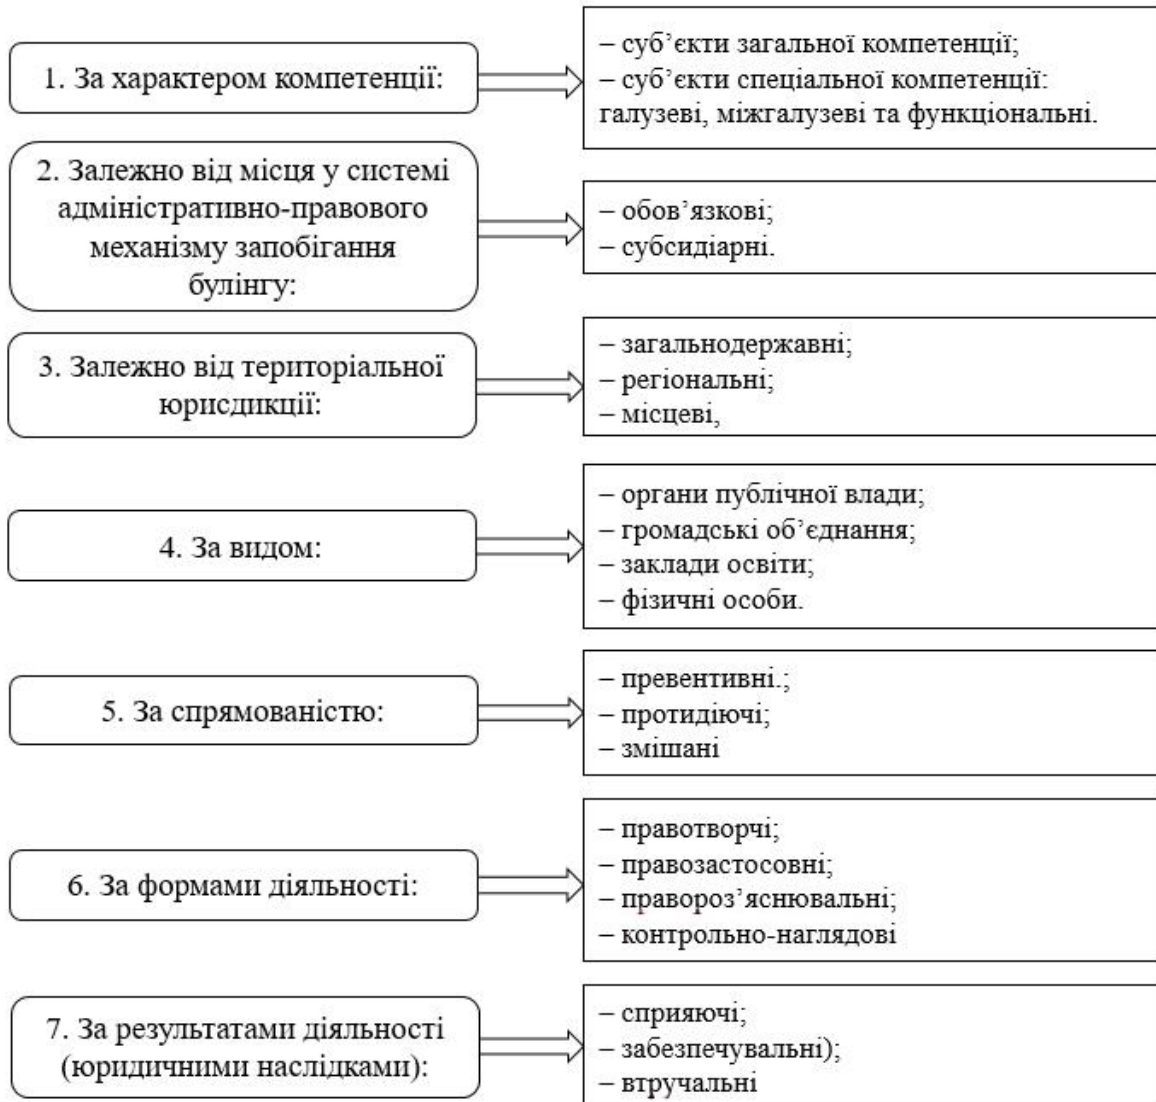 1. За характером компетенції:
– суб’єкти загальної компетенції;
– суб’єкти спеціальної компетенції:
галузеві, міжгалузеві та функціональні.
2. Залежно від місця у системі
адміністративно-правового
механізму запобігання
булінгу:
– обов’язкові;
– субсидіарні.
3. Залежно від територіальної
юрисдикції:
– загальнодержавні;
– регіональні;
– місцеві,
4. За видом:
– органи публічної влади;
– громадські об’єднання;
– заклади освіти;
– фізичні особи.
5. За спрямованістю:
– превентивні.;
– протидіючі;
– змішані
6. За формами діяльності:
– правотворчі;
– правозастосовні;
– правороз’яснювальні;
– контрольно-наглядові
7. За результатами діяльності
(юридичними наслідками):
– сприяючі;
– забезпечувальні);
– втручальні